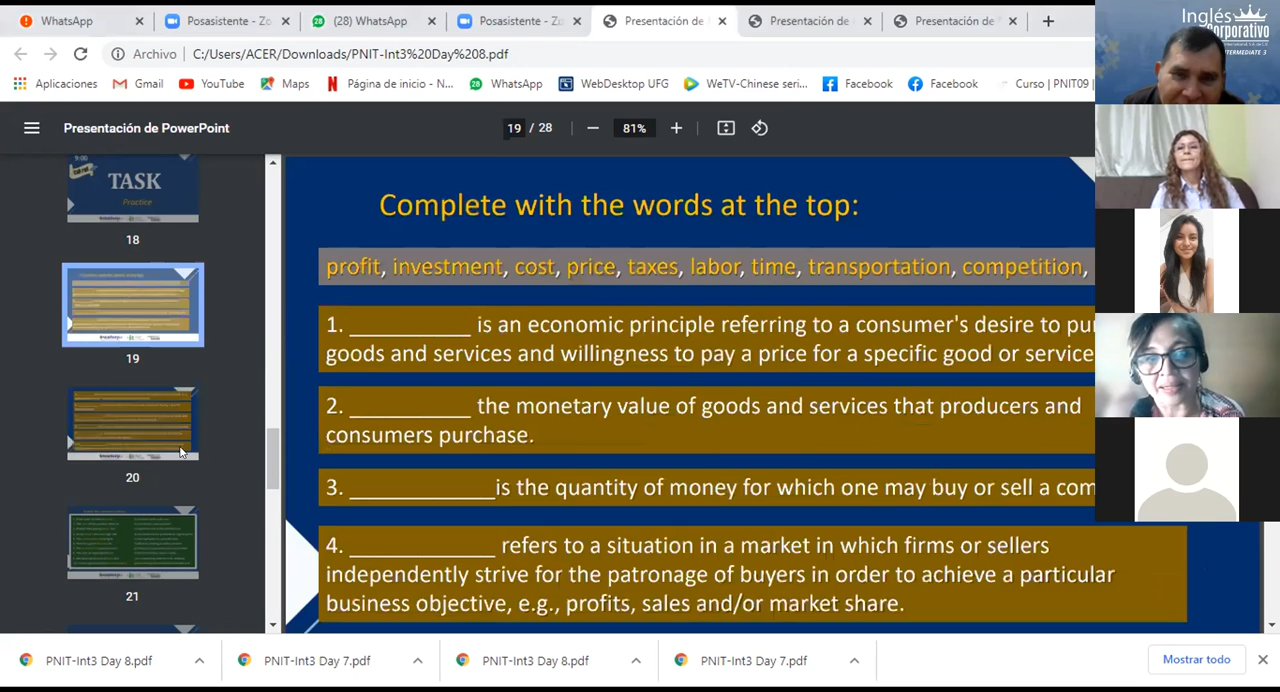 WhatsApp
Posasistente - Zo
(28) WhatsApp
Posasistente - Zo
Presentación de
Presentación de
Presentación de
Archivo
C:/Users/ACER/Downloads/PNIT-Int3%20Day%208.pdf
Aplicaciones
Gmail
YouTube
Maps
Página de inicio - N...
WhatsApp
WebDesktop UFG
WeTV-Chinese seri...
Facebook
Facebook
Curso | PNIT09
Presentación de PowerPoint
19 / 28
81%
Inglés
Corporativo
INTERMEDIATE 3
9:00
TASK
Practice
18
19
20
21
Complete with the words at the top:
profit, investment, cost, price, taxes, labor, time, transportation, competition,
1. __________ is an economic principle referring to a consumer's desire to pu
goods and services and willingness to pay a price for a specific good or service
2. __________ the monetary value of goods and services that producers and
consumers purchase.
3. ____________is the quantity of money for which one may buy or sell a com
4. ____________ refers to a situation in a market in which firms or sellers
independently strive for the patronage of buyers in order to achieve a particular
business objective, e.g., profits, sales and/or market share.
PNIT-Int3 Day 8.pdf
PNIT-Int3 Day 7.pdf
PNIT-Int3 Day 8.pdf
PNIT-Int3 Day 7.pdf
Mostrar todo